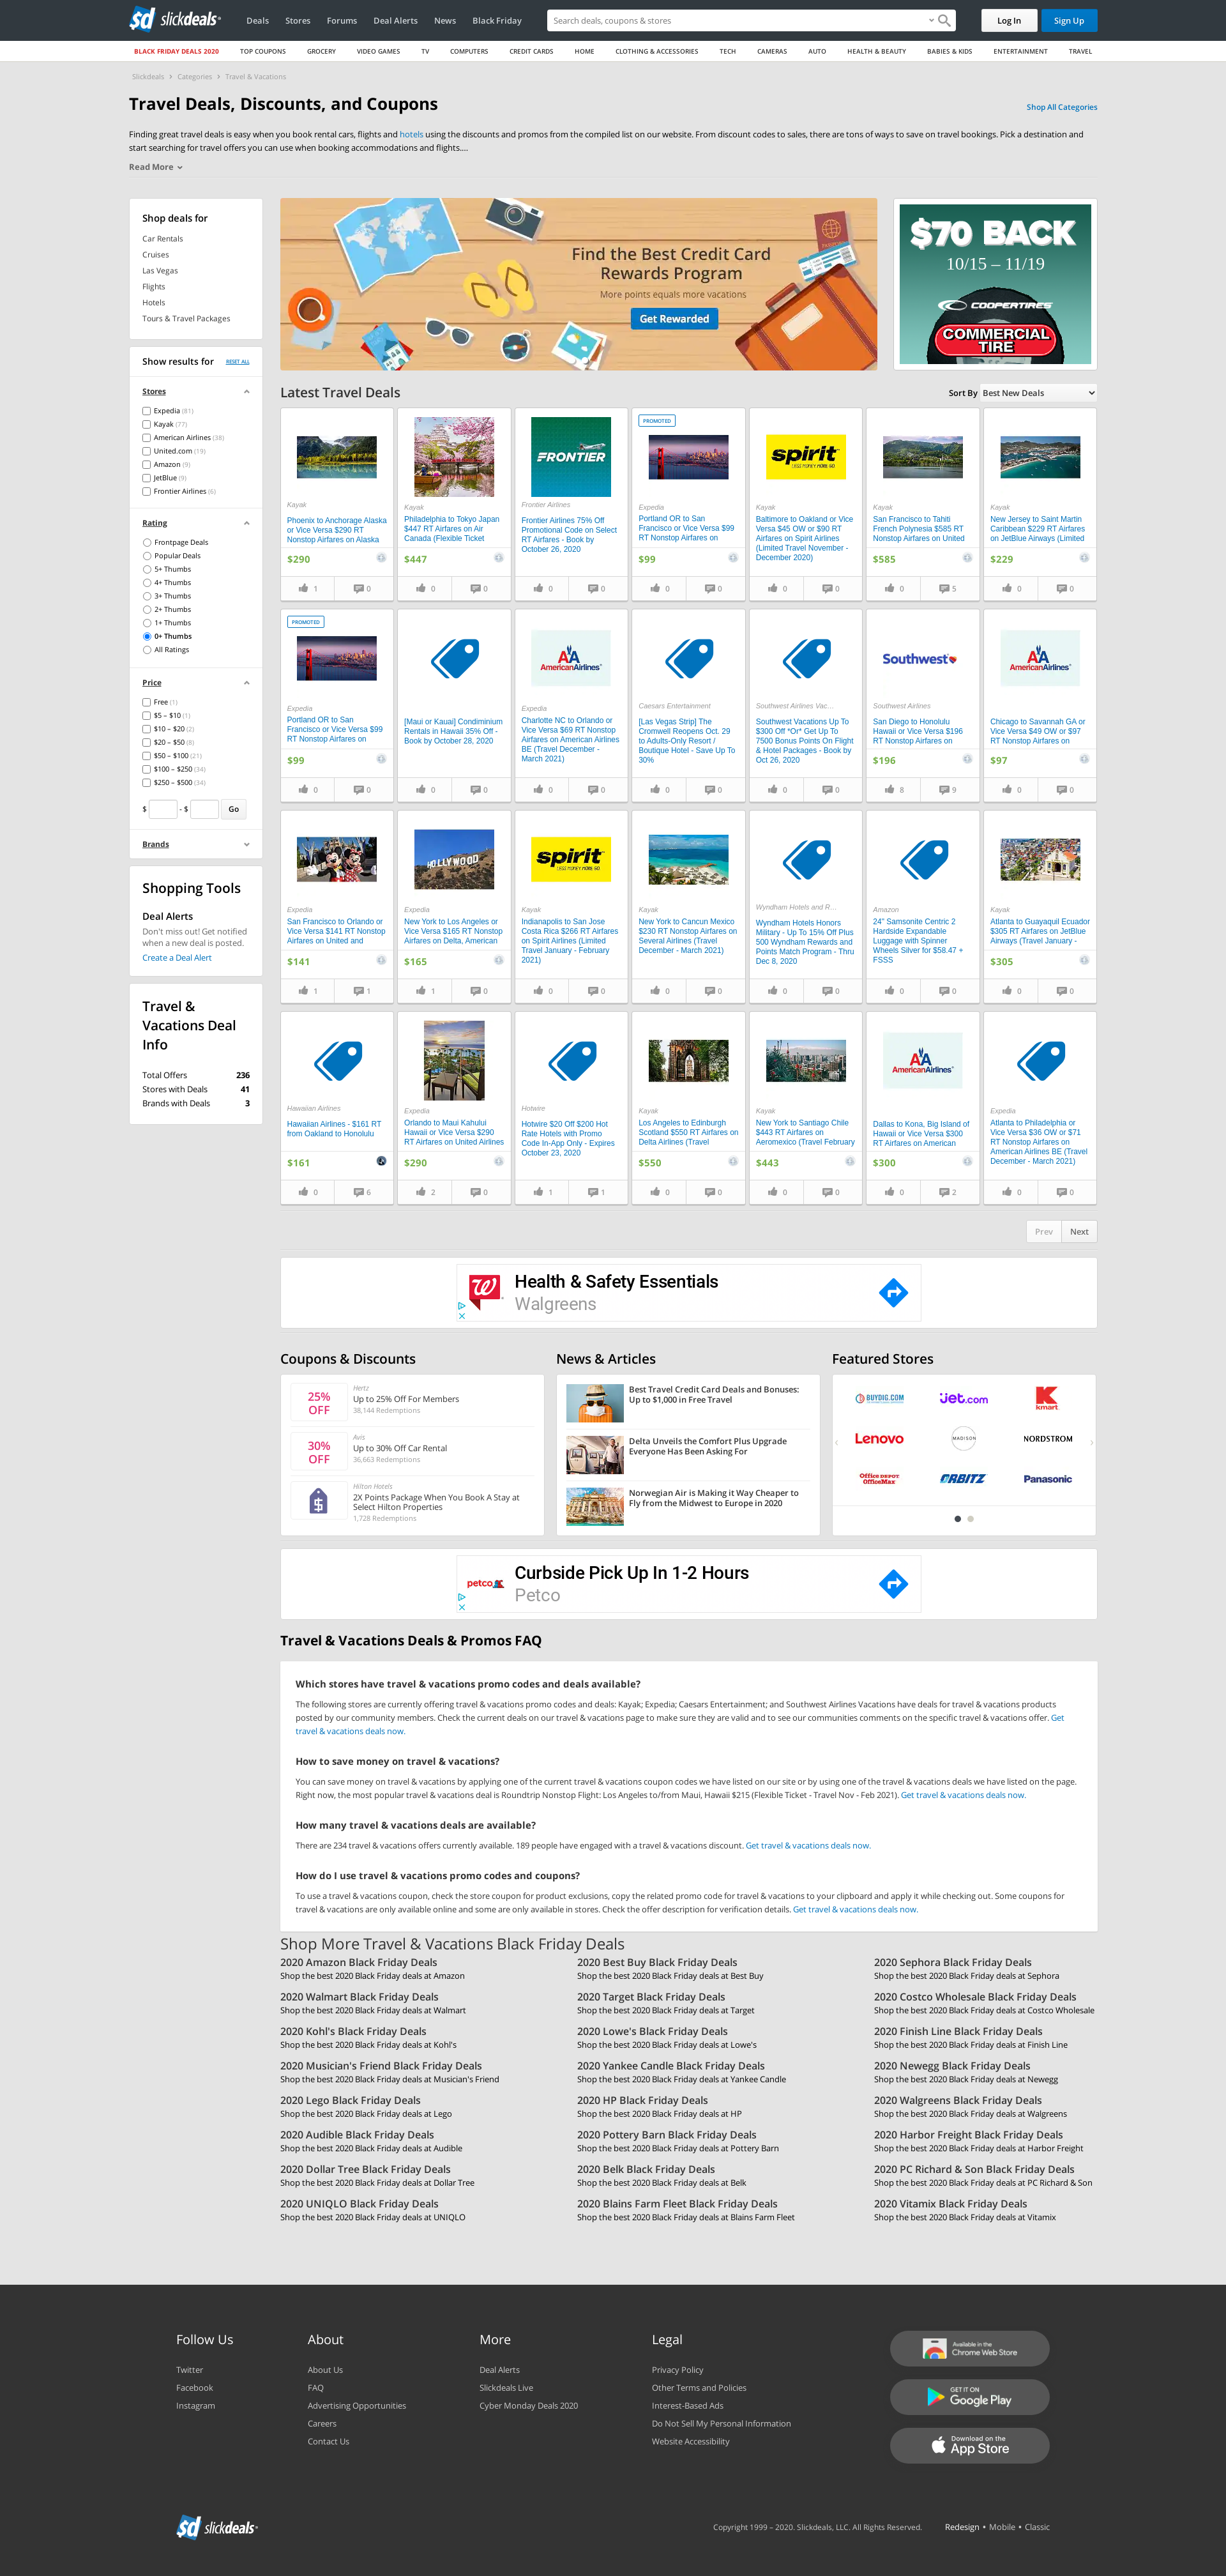 slickdeals
Deals Stores Forums Deal Alerts News Black Friday
Search deals, coupons & stores
Log In
Sign Up
BLACK FRIDAY DEALS 2020 TOP COUPONS GROCERY VIDEO GAMES TV COMPUTERS CREDIT CARDS HOME CLOTHING & ACCESSORIES TECH CAMERAS AUTO HEALTH & BEAUTY BABIES & KIDS ENTERTAINMENT TRAVEL
Slickdeals › Categories › Travel & Vacations
Travel Deals, Discounts, and Coupons
Shop All Categories
Finding great travel deals is easy when you book rental cars, flights and hotels using the discounts and promos from the compiled list on our website. From discount codes to sales, there are tons of ways to save on travel bookings. Pick a destination and
start searching for travel offers you can use when booking accommodations and flights....
Read More
Shop deals for
Car Rentals
Cruises
Las Vegas
Flights
Hotels
Tours & Travel Packages
Show results for
RESET ALL
Stores
Expedia (81)
Kayak (77)
American Airlines (38)
United.com (19)
Amazon (9)
JetBlue (9)
Frontier Airlines (6)
Rating
Frontpage Deals
Popular Deals
5+ Thumbs
4+ Thumbs
3+ Thumbs
2+ Thumbs
1+ Thumbs
0+ Thumbs
All Ratings
Price
Free (1)
$5 – $10 (1)
$10 – $20 (2)
$20 – $50 (8)
$50 – $100 (21)
$100 – $250 (34)
$250 – $500 (34)
$ - $ Go
Brands
Shopping Tools
Deal Alerts
Don't miss out! Get notified
when a new deal is posted.
Create a Deal Alert
Travel &
Vacations Deal
Info
Total Offers 236
Stores with Deals 41
Brands with Deals 3
Find the Best Credit Card
Rewards Program
More points equals more vacations
Get Rewarded
$70 BACK
10/15 – 11/19
COOPERTIRES
COMMERCIAL
TIRE
Latest Travel Deals
Sort By Best New Deals
Kayak
Phoenix to Anchorage Alaska
or Vice Versa $290 RT
Nonstop Airfares on Alaska
$290
1 0
Kayak
Philadelphia to Tokyo Japan
$447 RT Airfares on Air
Canada (Flexible Ticket
$447
0 0
FRONTIER
Frontier Airlines
Frontier Airlines 75% Off
Promotional Code on Select
RT Airfares - Book by
October 26, 2020
0 0
PROMOTED
Expedia
Portland OR to San
Francisco or Vice Versa $99
RT Nonstop Airfares on
$99
0 0
spirit
LESS MONEY. MORE GO.
Kayak
Baltimore to Oakland or Vice
Versa $45 OW or $90 RT
Airfares on Spirit Airlines
(Limited Travel November -
December 2020)
0 0
Kayak
San Francisco to Tahiti
French Polynesia $585 RT
Nonstop Airfares on United
$585
0 5
Kayak
New Jersey to Saint Martin
Caribbean $229 RT Airfares
on JetBlue Airways (Limited
$229
0 0
PROMOTED
Expedia
Portland OR to San
Francisco or Vice Versa $99
RT Nonstop Airfares on
$99
0 0
[Maui or Kauai] Condiminium
Rentals in Hawaii 35% Off -
Book by October 28, 2020
0 0
AmericanAirlines
Expedia
Charlotte NC to Orlando or
Vice Versa $69 RT Nonstop
Airfares on American Airlines
BE (Travel December -
March 2021)
0 0
Caesars Entertainment
[Las Vegas Strip] The
Cromwell Reopens Oct. 29
to Adults-Only Resort /
Boutique Hotel - Save Up To
30%
0 0
Southwest Airlines Vac...
Southwest Vacations Up To
$300 Off *Or* Get Up To
7500 Bonus Points On Flight
& Hotel Packages - Book by
Oct 26, 2020
0 0
Southwest
Southwest Airlines
San Diego to Honolulu
Hawaii or Vice Versa $196
RT Nonstop Airfares on
$196
8 9
AmericanAirlines
Chicago to Savannah GA or
Vice Versa $49 OW or $97
RT Nonstop Airfares on
$97
0 0
Expedia
San Francisco to Orlando or
Vice Versa $141 RT Nonstop
Airfares on United and
$141
1 1
HOLLYWOOD
Expedia
New York to Los Angeles or
Vice Versa $165 RT Nonstop
Airfares on Delta, American
$165
1 0
spirit
LESS MONEY. MORE GO.
Kayak
Indianapolis to San Jose
Costa Rica $266 RT Airfares
on Spirit Airlines (Limited
Travel January - February
2021)
0 0
Kayak
New York to Cancun Mexico
$230 RT Nonstop Airfares on
Several Airlines (Travel
December - March 2021)
0 0
Wyndham Hotels and R...
Wyndham Hotels Honors
Military - Up To 15% Off Plus
500 Wyndham Rewards and
Points Match Program - Thru
Dec 8, 2020
0 0
Amazon
24" Samsonite Centric 2
Hardside Expandable
Luggage with Spinner
Wheels Silver for $58.47 +
FSSS
0 0
Kayak
Atlanta to Guayaquil Ecuador
$305 RT Airfares on JetBlue
Airways (Travel January -
$305
0 0
Hawaiian Airlines
Hawaiian Airlines - $161 RT
from Oakland to Honolulu
$161
0 6
Expedia
Orlando to Maui Kahului
Hawaii or Vice Versa $290
RT Airfares on United Airlines
$290
2 0
Hotwire
Hotwire $20 Off $200 Hot
Rate Hotels with Promo
Code In-App Only - Expires
October 23, 2020
1 1
Kayak
Los Angeles to Edinburgh
Scotland $550 RT Airfares on
Delta Airlines (Travel
$550
0 0
Kayak
New York to Santiago Chile
$443 RT Airfares on
Aeromexico (Travel February
$443
0 0
AmericanAirlines
Dallas to Kona, Big Island of
Hawaii or Vice Versa $300
RT Airfares on American
$300
0 2
Expedia
Atlanta to Philadelphia or
Vice Versa $36 OW or $71
RT Nonstop Airfares on
American Airlines BE (Travel
December - March 2021)
0 0
Prev Next
Health & Safety Essentials
Walgreens
Coupons & Discounts
25%
OFF
Hertz
Up to 25% Off For Members
38,144 Redemptions
30%
OFF
Avis
Up to 30% Off Car Rental
36,663 Redemptions
Hilton Hotels
2X Points Package When You Book A Stay at
Select Hilton Properties
1,728 Redemptions
News & Articles
Best Travel Credit Card Deals and Bonuses:
Up to $1,000 in Free Travel
Delta Unveils the Comfort Plus Upgrade
Everyone Has Been Asking For
Norwegian Air is Making it Way Cheaper to
Fly from the Midwest to Europe in 2020
Featured Stores
BUYDIG.COM
Jet.com
kmart
Lenovo
MADISON
NORDSTROM
Office DEPOT
OfficeMax
ORBITZ
Panasonic
petco
Curbside Pick Up In 1-2 Hours
Petco
Travel & Vacations Deals & Promos FAQ
Which stores have travel & vacations promo codes and deals available?
The following stores are currently offering travel & vacations promo codes and deals: Kayak; Expedia; Caesars Entertainment; and Southwest Airlines Vacations have deals for travel & vacations products
posted by our community members. Check the current deals on our travel & vacations page to make sure they are valid and to see our communities comments on the specific travel & vacations offer. Get
travel & vacations deals now.
How to save money on travel & vacations?
You can save money on travel & vacations by applying one of the current travel & vacations coupon codes we have listed on our site or by using one of the travel & vacations deals we have listed on the page.
Right now, the most popular travel & vacations deal is Roundtrip Nonstop Flight: Los Angeles to/from Maui, Hawaii $215 (Flexible Ticket - Travel Nov - Feb 2021). Get travel & vacations deals now.
How many travel & vacations deals are available?
There are 234 travel & vacations offers currently available. 189 people have engaged with a travel & vacations discount. Get travel & vacations deals now.
How do I use travel & vacations promo codes and coupons?
To use a travel & vacations coupon, check the store coupon for product exclusions, copy the related promo code for travel & vacations to your clipboard and apply it while checking out. Some coupons for
travel & vacations are only available online and some are only available in stores. Check the offer description for verification details. Get travel & vacations deals now.
Shop More Travel & Vacations Black Friday Deals
2020 Amazon Black Friday Deals
Shop the best 2020 Black Friday deals at Amazon
2020 Best Buy Black Friday Deals
Shop the best 2020 Black Friday deals at Best Buy
2020 Sephora Black Friday Deals
Shop the best 2020 Black Friday deals at Sephora
2020 Walmart Black Friday Deals
Shop the best 2020 Black Friday deals at Walmart
2020 Target Black Friday Deals
Shop the best 2020 Black Friday deals at Target
2020 Costco Wholesale Black Friday Deals
Shop the best 2020 Black Friday deals at Costco Wholesale
2020 Kohl's Black Friday Deals
Shop the best 2020 Black Friday deals at Kohl's
2020 Lowe's Black Friday Deals
Shop the best 2020 Black Friday deals at Lowe's
2020 Finish Line Black Friday Deals
Shop the best 2020 Black Friday deals at Finish Line
2020 Musician's Friend Black Friday Deals
Shop the best 2020 Black Friday deals at Musician's Friend
2020 Yankee Candle Black Friday Deals
Shop the best 2020 Black Friday deals at Yankee Candle
2020 Newegg Black Friday Deals
Shop the best 2020 Black Friday deals at Newegg
2020 Lego Black Friday Deals
Shop the best 2020 Black Friday deals at Lego
2020 HP Black Friday Deals
Shop the best 2020 Black Friday deals at HP
2020 Walgreens Black Friday Deals
Shop the best 2020 Black Friday deals at Walgreens
2020 Audible Black Friday Deals
Shop the best 2020 Black Friday deals at Audible
2020 Pottery Barn Black Friday Deals
Shop the best 2020 Black Friday deals at Pottery Barn
2020 Harbor Freight Black Friday Deals
Shop the best 2020 Black Friday deals at Harbor Freight
2020 Dollar Tree Black Friday Deals
Shop the best 2020 Black Friday deals at Dollar Tree
2020 Belk Black Friday Deals
Shop the best 2020 Black Friday deals at Belk
2020 PC Richard & Son Black Friday Deals
Shop the best 2020 Black Friday deals at PC Richard & Son
2020 UNIQLO Black Friday Deals
Shop the best 2020 Black Friday deals at UNIQLO
2020 Blains Farm Fleet Black Friday Deals
Shop the best 2020 Black Friday deals at Blains Farm Fleet
2020 Vitamix Black Friday Deals
Shop the best 2020 Black Friday deals at Vitamix
Follow Us
Twitter
Facebook
Instagram
About
About Us
FAQ
Advertising Opportunities
Careers
Contact Us
More
Deal Alerts
Slickdeals Live
Cyber Monday Deals 2020
Legal
Privacy Policy
Other Terms and Policies
Interest-Based Ads
Do Not Sell My Personal Information
Website Accessibility
Available in the
Chrome Web Store
GET IT ON
Google Play
Download on the
App Store
slickdeals
Copyright 1999 – 2020. Slickdeals, LLC. All Rights Reserved.
Redesign • Mobile • Classic